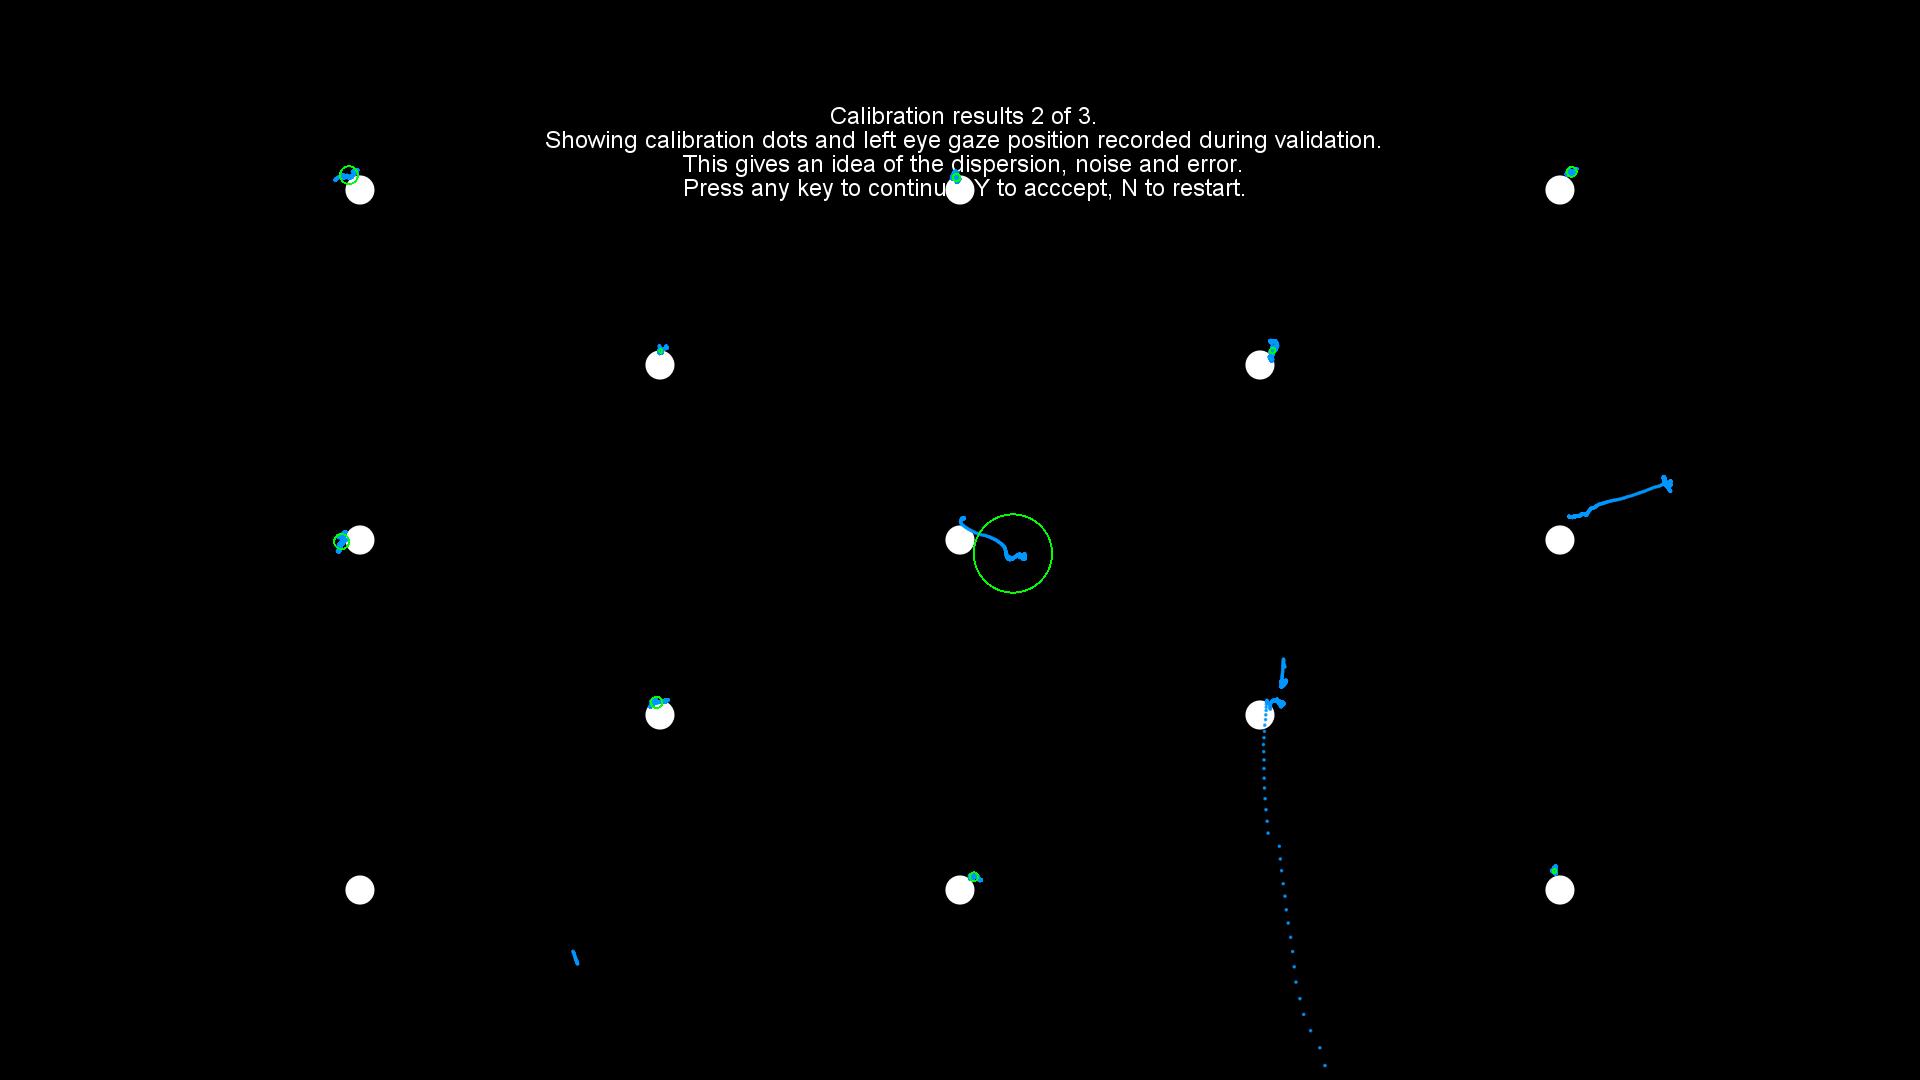 Calibration results 2 of 3.
Showing calibration dots and left eye gaze position recorded during validation.
This gives an idea of the dispersion, noise and error.
Press any key to continu Y to acccept, N to restart.